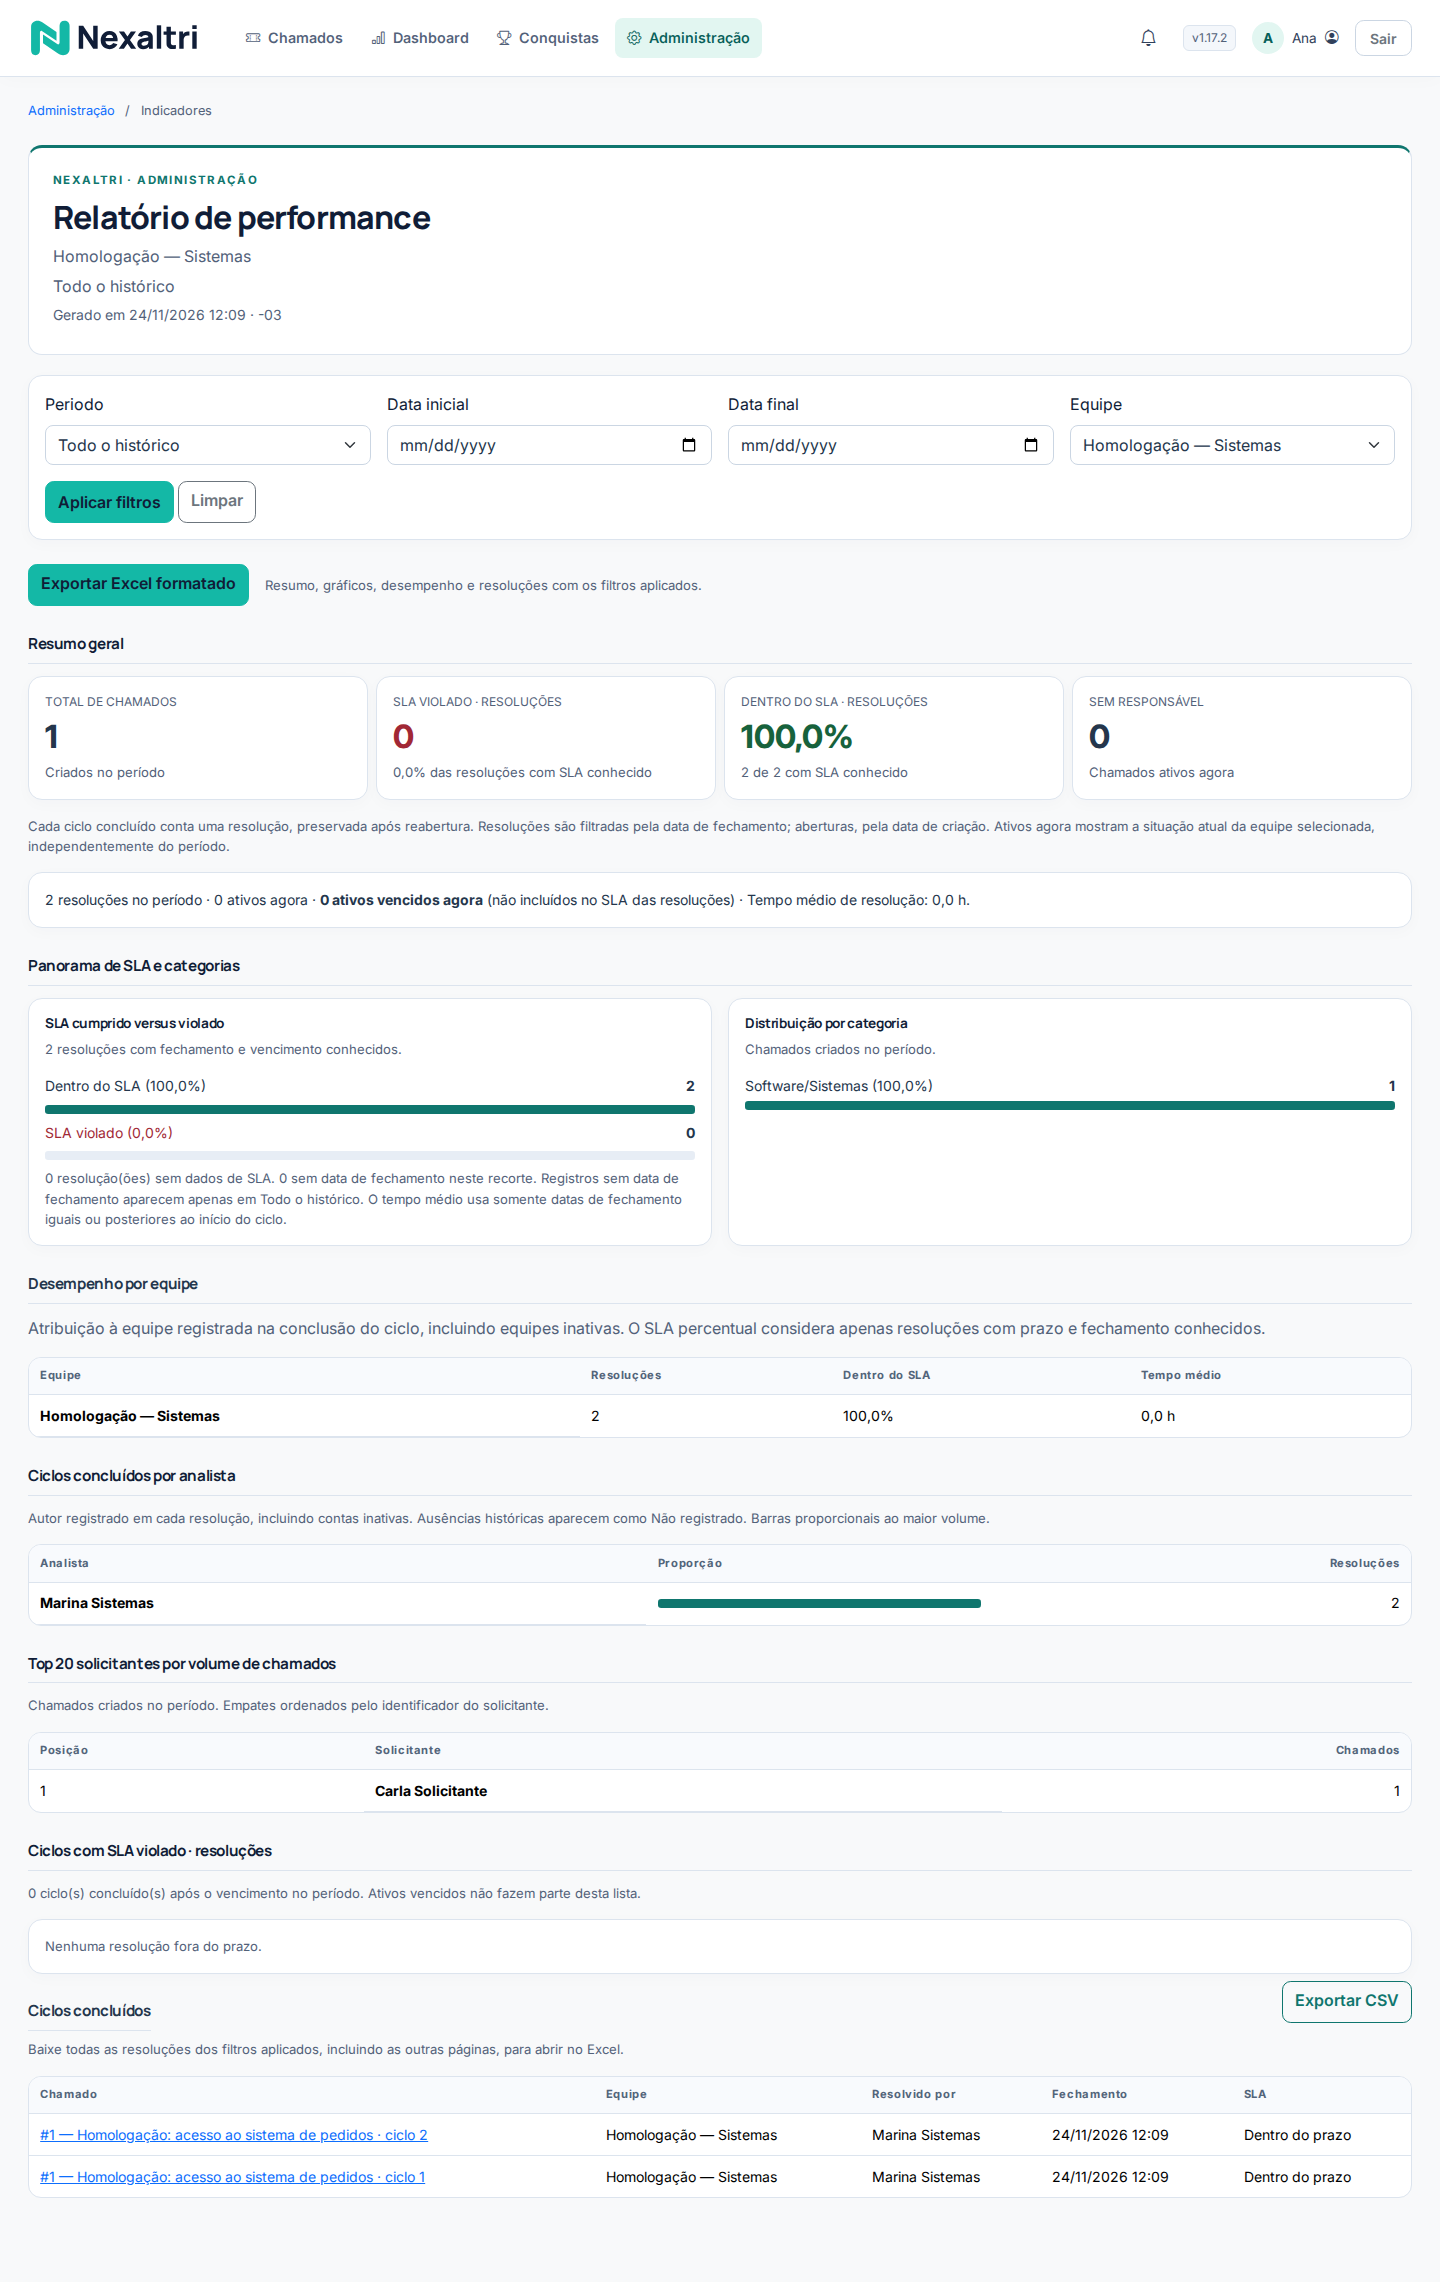 Nexaltri
Chamados
Dashboard
Conquistas
Administração
v1.17.2
A
Ana
Sair
Administração / Indicadores
NEXALTRI · ADMINISTRAÇÃO
Relatório de performance
Homologação — Sistemas
Todo o histórico
Gerado em 24/11/2026 12:09 · -03
Periodo
Data inicial
Data final
Equipe
Todo o histórico
mm/dd/yyyy
mm/dd/yyyy
Homologação — Sistemas
Aplicar filtros
Limpar
Exportar Excel formatado
Resumo, gráficos, desempenho e resoluções com os filtros aplicados.
Resumo geral
TOTAL DE CHAMADOS
1
Criados no período
SLA VIOLADO · RESOLUÇÕES
0
0,0% das resoluções com SLA conhecido
DENTRO DO SLA · RESOLUÇÕES
100,0%
2 de 2 com SLA conhecido
SEM RESPONSÁVEL
0
Chamados ativos agora
Cada ciclo concluído conta uma resolução, preservada após reabertura. Resoluções são filtradas pela data de fechamento; aberturas, pela data de criação. Ativos agora mostram a situação atual da equipe selecionada,
independentemente do período.
2 resoluções no período · 0 ativos agora · 0 ativos vencidos agora (não incluídos no SLA das resoluções) · Tempo médio de resolução: 0,0 h.
Panorama de SLA e categorias
SLA cumprido versus violado
2 resoluções com fechamento e vencimento conhecidos.
Dentro do SLA (100,0%) 2
SLA violado (0,0%) 0
0 resolução(ões) sem dados de SLA. 0 sem data de fechamento neste recorte. Registros sem data de
fechamento aparecem apenas em Todo o histórico. O tempo médio usa somente datas de fechamento
iguais ou posteriores ao início do ciclo.
Distribuição por categoria
Chamados criados no período.
Software/Sistemas (100,0%) 1
Desempenho por equipe
Atribuição à equipe registrada na conclusão do ciclo, incluindo equipes inativas. O SLA percentual considera apenas resoluções com prazo e fechamento conhecidos.
Equipe Resoluções Dentro do SLA Tempo médio
Homologação — Sistemas 2 100,0% 0,0 h
Ciclos concluídos por analista
Autor registrado em cada resolução, incluindo contas inativas. Ausências históricas aparecem como Não registrado. Barras proporcionais ao maior volume.
Analista Proporção Resoluções
Marina Sistemas 2
Top 20 solicitantes por volume de chamados
Chamados criados no período. Empates ordenados pelo identificador do solicitante.
Posição Solicitante Chamados
1 Carla Solicitante 1
Ciclos com SLA violado · resoluções
0 ciclo(s) concluído(s) após o vencimento no período. Ativos vencidos não fazem parte desta lista.
Nenhuma resolução fora do prazo.
Ciclos concluídos
Exportar CSV
Baixe todas as resoluções dos filtros aplicados, incluindo as outras páginas, para abrir no Excel.
Chamado Equipe Resolvido por Fechamento SLA
#1 — Homologação: acesso ao sistema de pedidos · ciclo 2 Homologação — Sistemas Marina Sistemas 24/11/2026 12:09 Dentro do prazo
#1 — Homologação: acesso ao sistema de pedidos · ciclo 1 Homologação — Sistemas Marina Sistemas 24/11/2026 12:09 Dentro do prazo